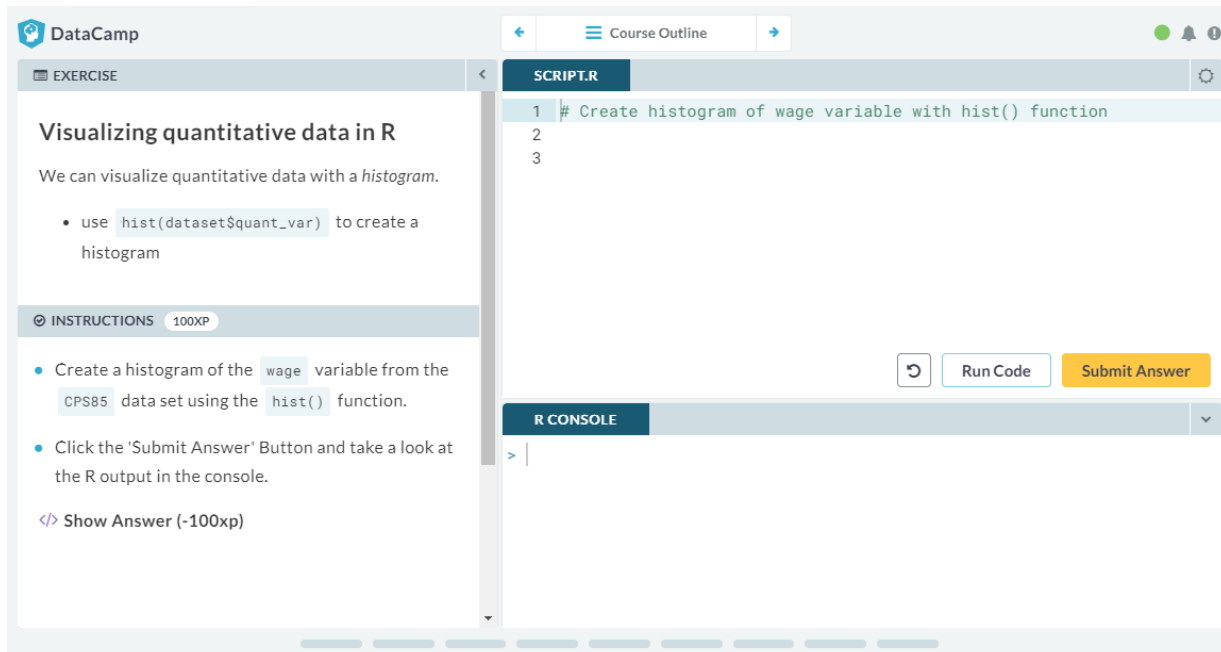 DataCamp
Course Outline
EXERCISE
Visualizing quantitative data in R
We can visualize quantitative data with a histogram.
use hist(dataset$quant_var) to create a
histogram
INSTRUCTIONS 100XP
Create a histogram of the wage variable from the
CPS85 data set using the hist() function.
Click the 'Submit Answer' Button and take a look at
the R output in the console.
</> Show Answer (-100xp)
SCRIPT.R
1 # Create histogram of wage variable with hist() function
2
3
Run Code
Submit Answer
R CONSOLE
>